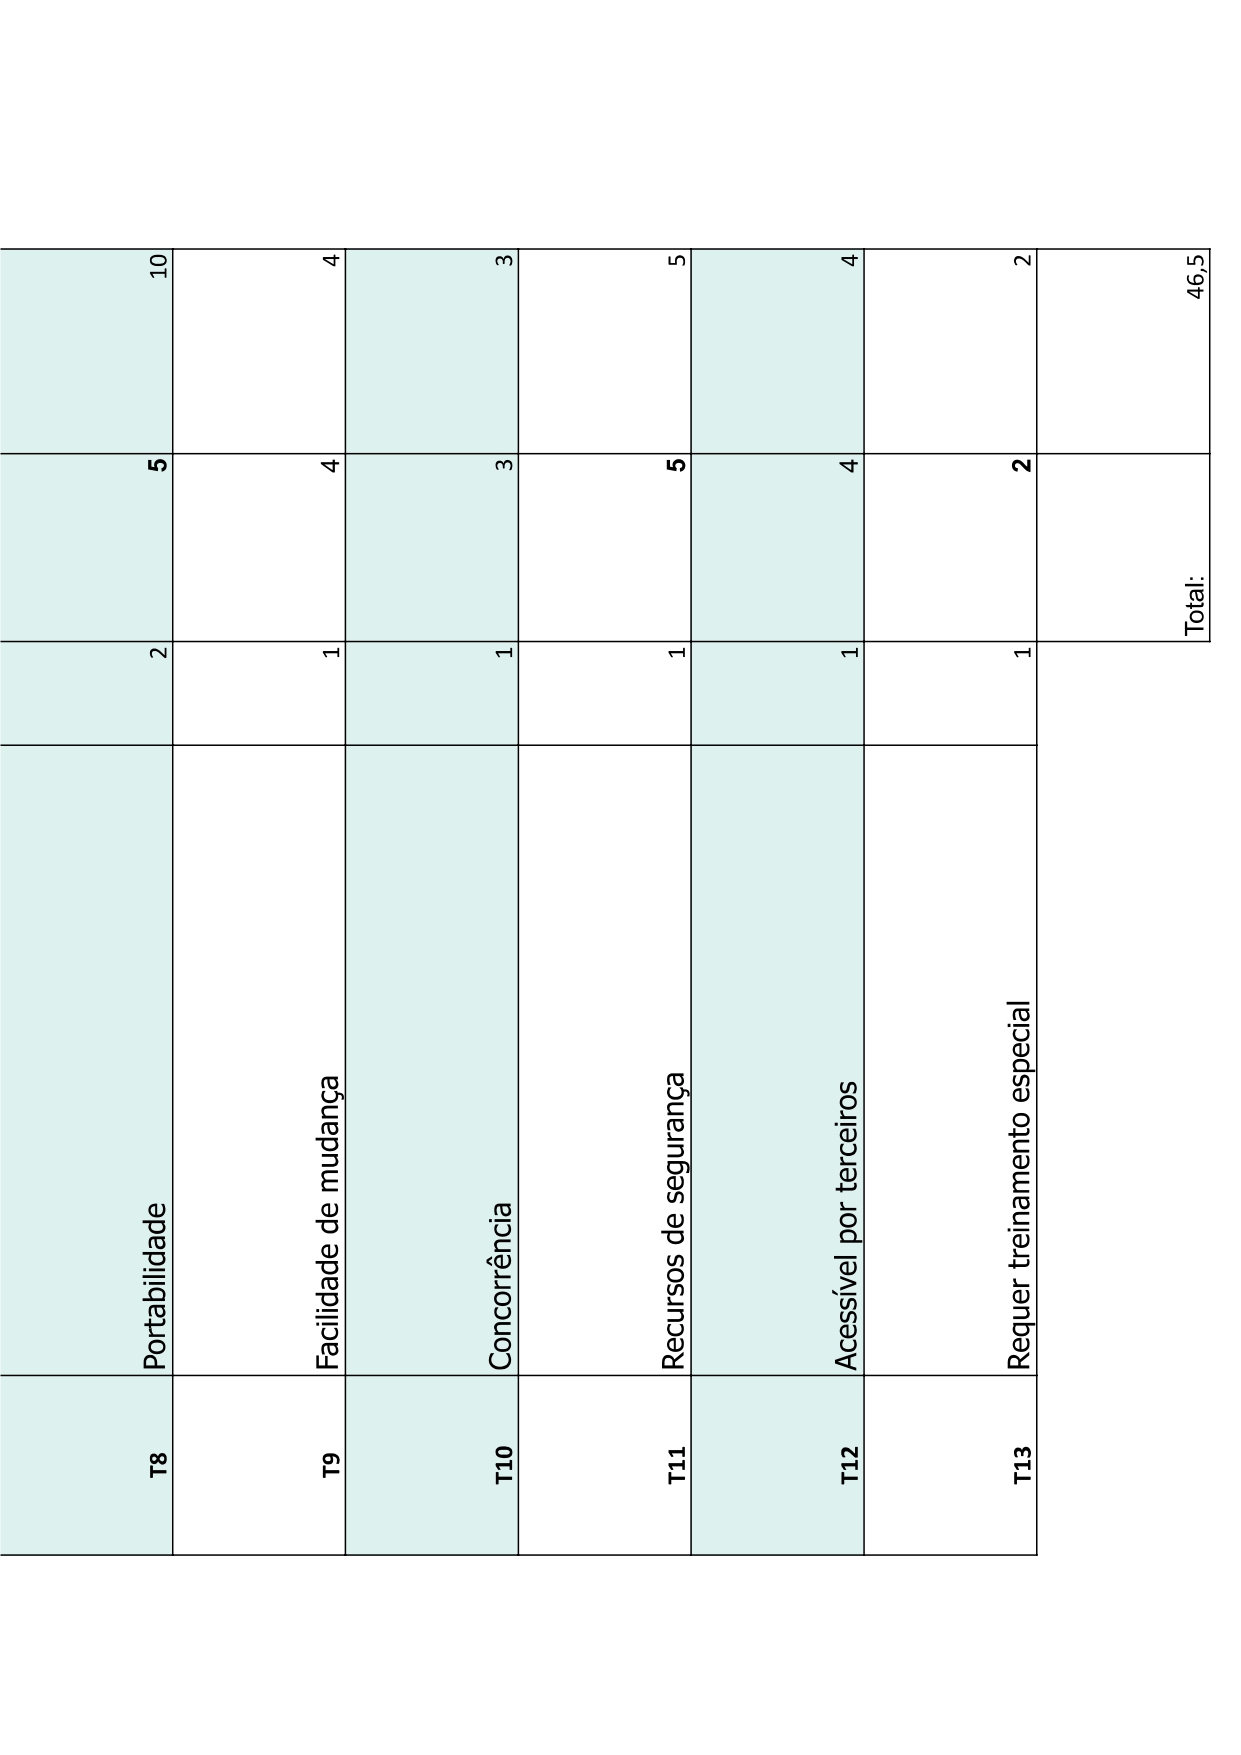 T8 Portabilidade 2 5 10
T9 Facilidade de mudança 1 4 4
T10 Concorrência 1 3 3
T11 Recursos de segurança 1 5 5
T12 Acessível por terceiros 1 4 4
T13 Requer treinamento especial 1 2 2
Total: 46,5